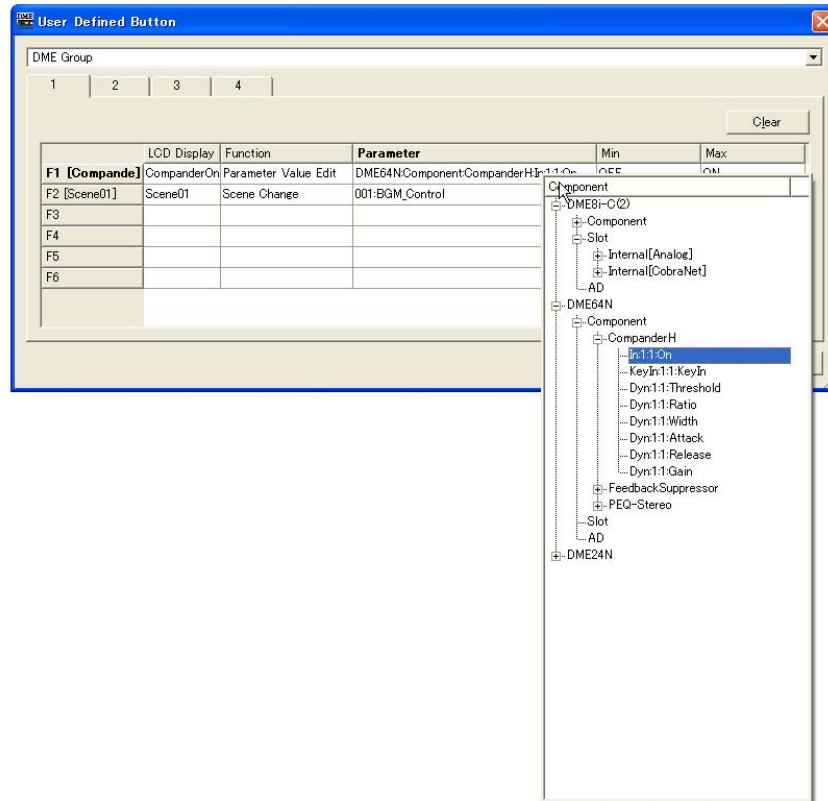 User Defined Button
DME Group
1 2 3 4
Clear
LCD Display Function Parameter Min Max
F1 [Compande] CompanderOn Parameter Value Edit DME64N:Component:CompanderH:In:1:1:On OFF ON
F2 [Scene01] Scene01 Scene Change 001:BGM_Control
F3
F4
F5
F6
Component
DME8i-C(2)
Component
Slot
Internal[Analog]
Internal[CobraNet]
AD
DME64N
Component
CompanderH
In:1:1:On
KeyIn:1:1:KeyIn
Dyn:1:1:Threshold
Dyn:1:1:Ratio
Dyn:1:1:Width
Dyn:1:1:Attack
Dyn:1:1:Release
Dyn:1:1:Gain
FeedbackSuppressor
PEQ-Stereo
Slot
AD
DME24N